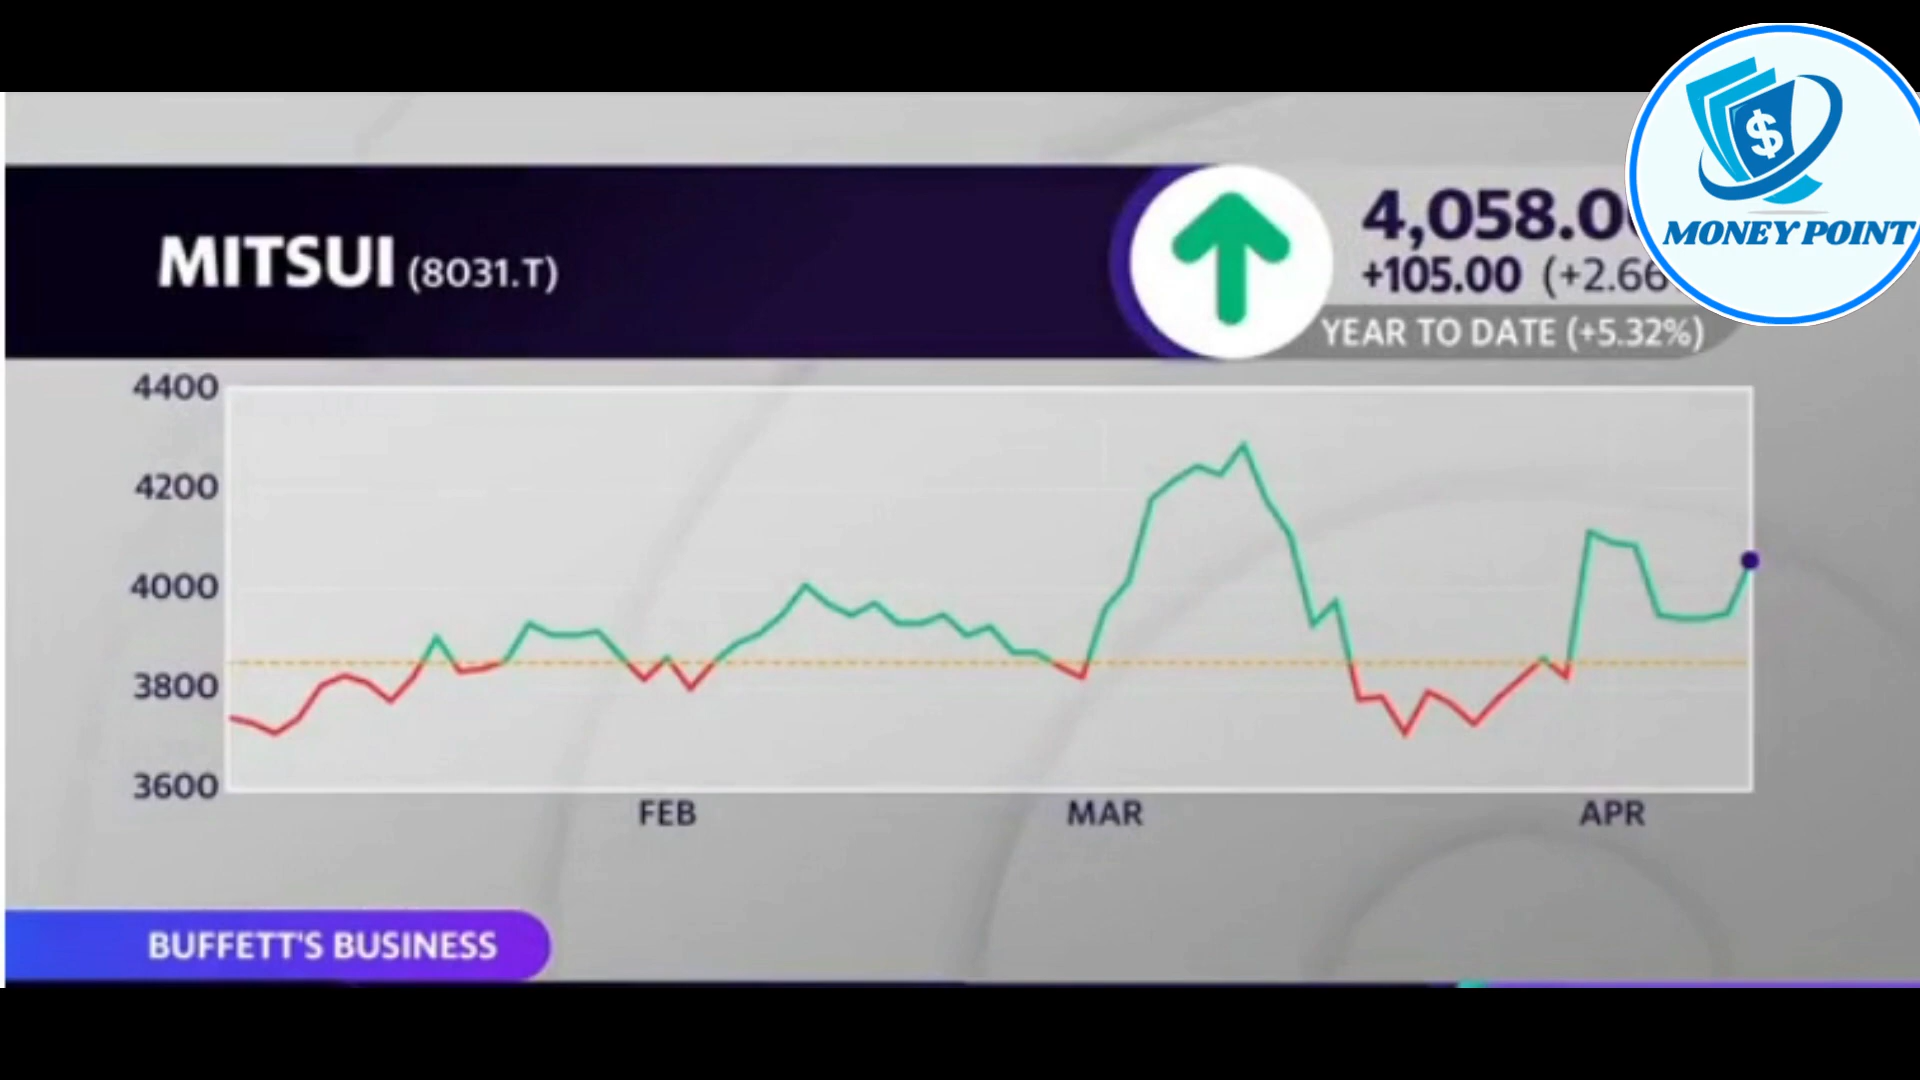 MITSUI (8031.T)
4,058.0
+105.00 (+2.66
YEAR TO DATE (+5.32%)
$
MONEY POINT
4400
4200
4000
3800
3600
FEB MAR APR
BUFFETT'S BUSINESS